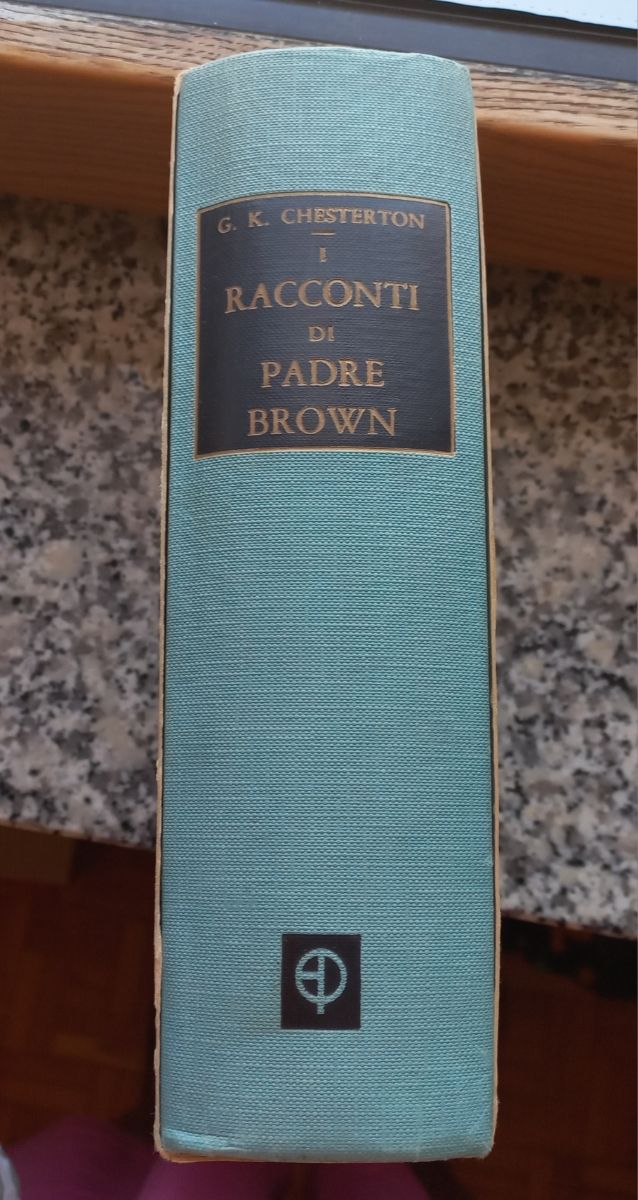 G. K. CHESTERTON
I
RACCONTI
DI
PADRE
BROWN